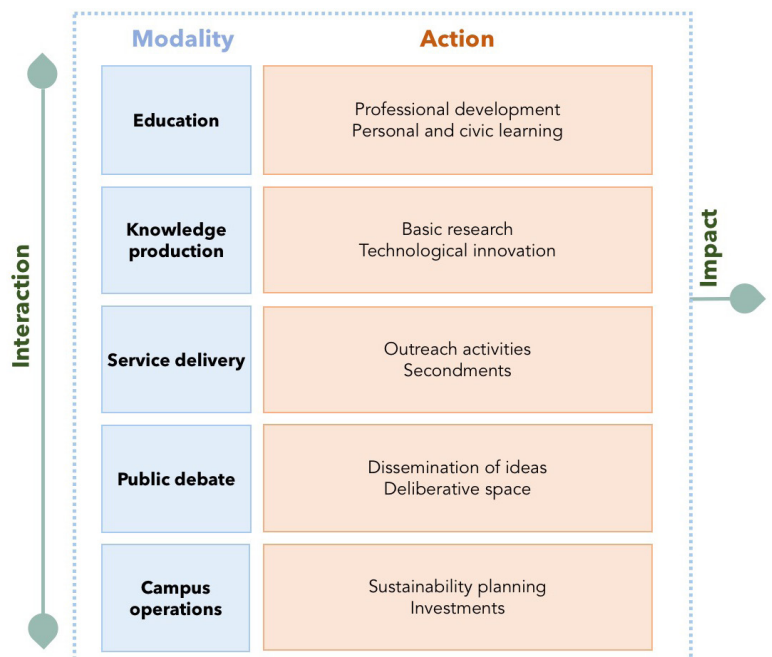 Modality
Action
Education
Professional development
Personal and civic learning
Knowledge
production
Basic research
Technological innovation
Service delivery
Outreach activities
Secondments
Public debate
Dissemination of ideas
Deliberative space
Campus
operations
Sustainability planning
Investments
Interaction
Impact